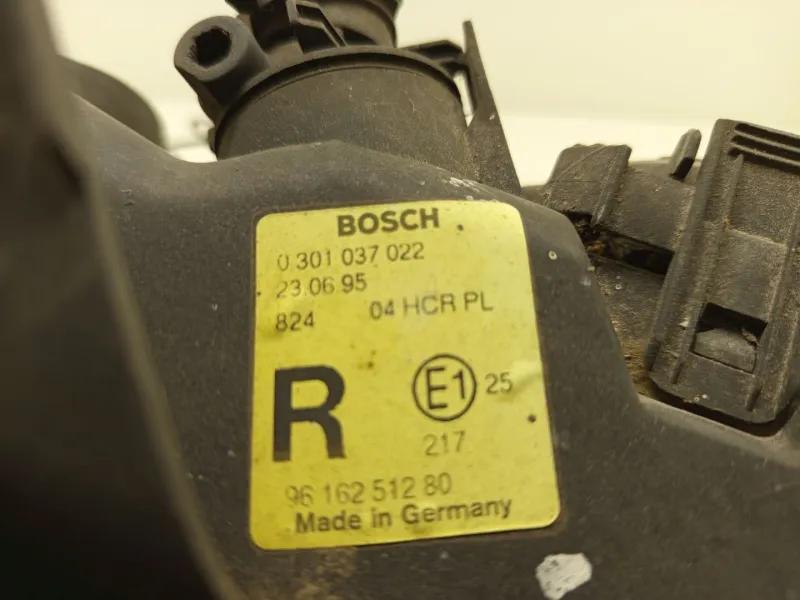 BOSCH
0 301 037 022
23.06.95
824 04 HCR PL
R E1 25
217
96 162 512 80
Made in Germany